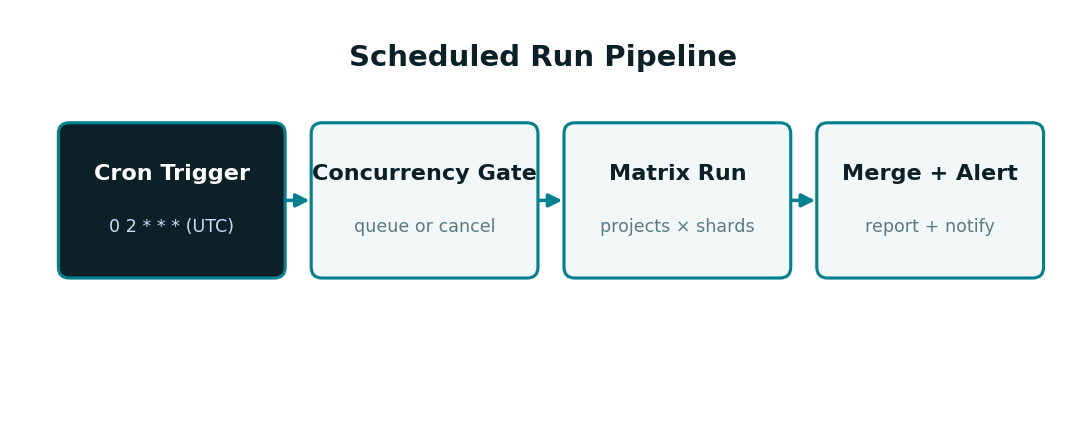 Scheduled Run Pipeline
Cron Trigger
0 2 * * * (UTC)
Concurrency Gate
queue or cancel
Matrix Run
projects × shards
Merge + Alert
report + notify